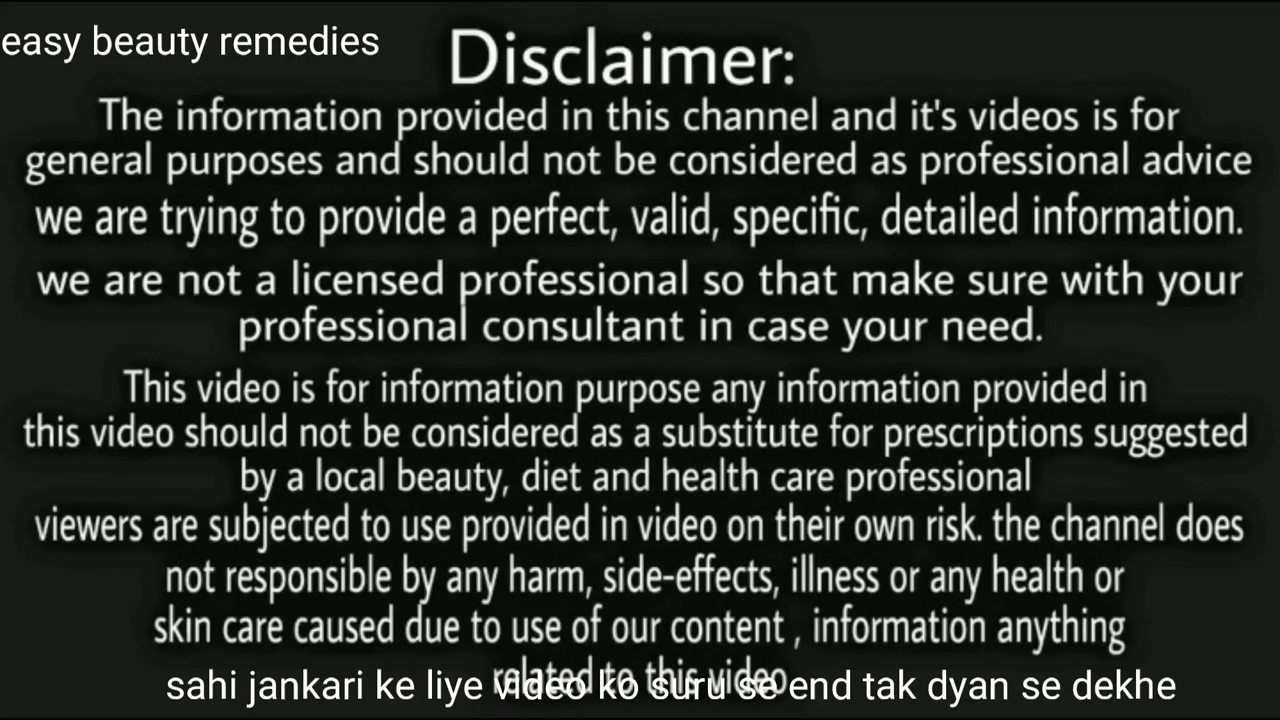 easy beauty remedies
Disclaimer:
The information provided in this channel and it's videos is for
general purposes and should not be considered as professional advice
we are trying to provide a perfect, valid, specific, detailed information.
we are not a licensed professional so that make sure with your
professional consultant in case your need.
This video is for information purpose any information provided in
this video should not be considered as a substitute for prescriptions suggested
by a local beauty, diet and health care professional
viewers are subjected to use provided in video on their own risk. the channel does
not responsible by any harm, side-effects, illness or any health or
skin care caused due to use of our content , information anything
related to this video
sahi jankari ke liye video ko suru se end tak dyan se dekhe